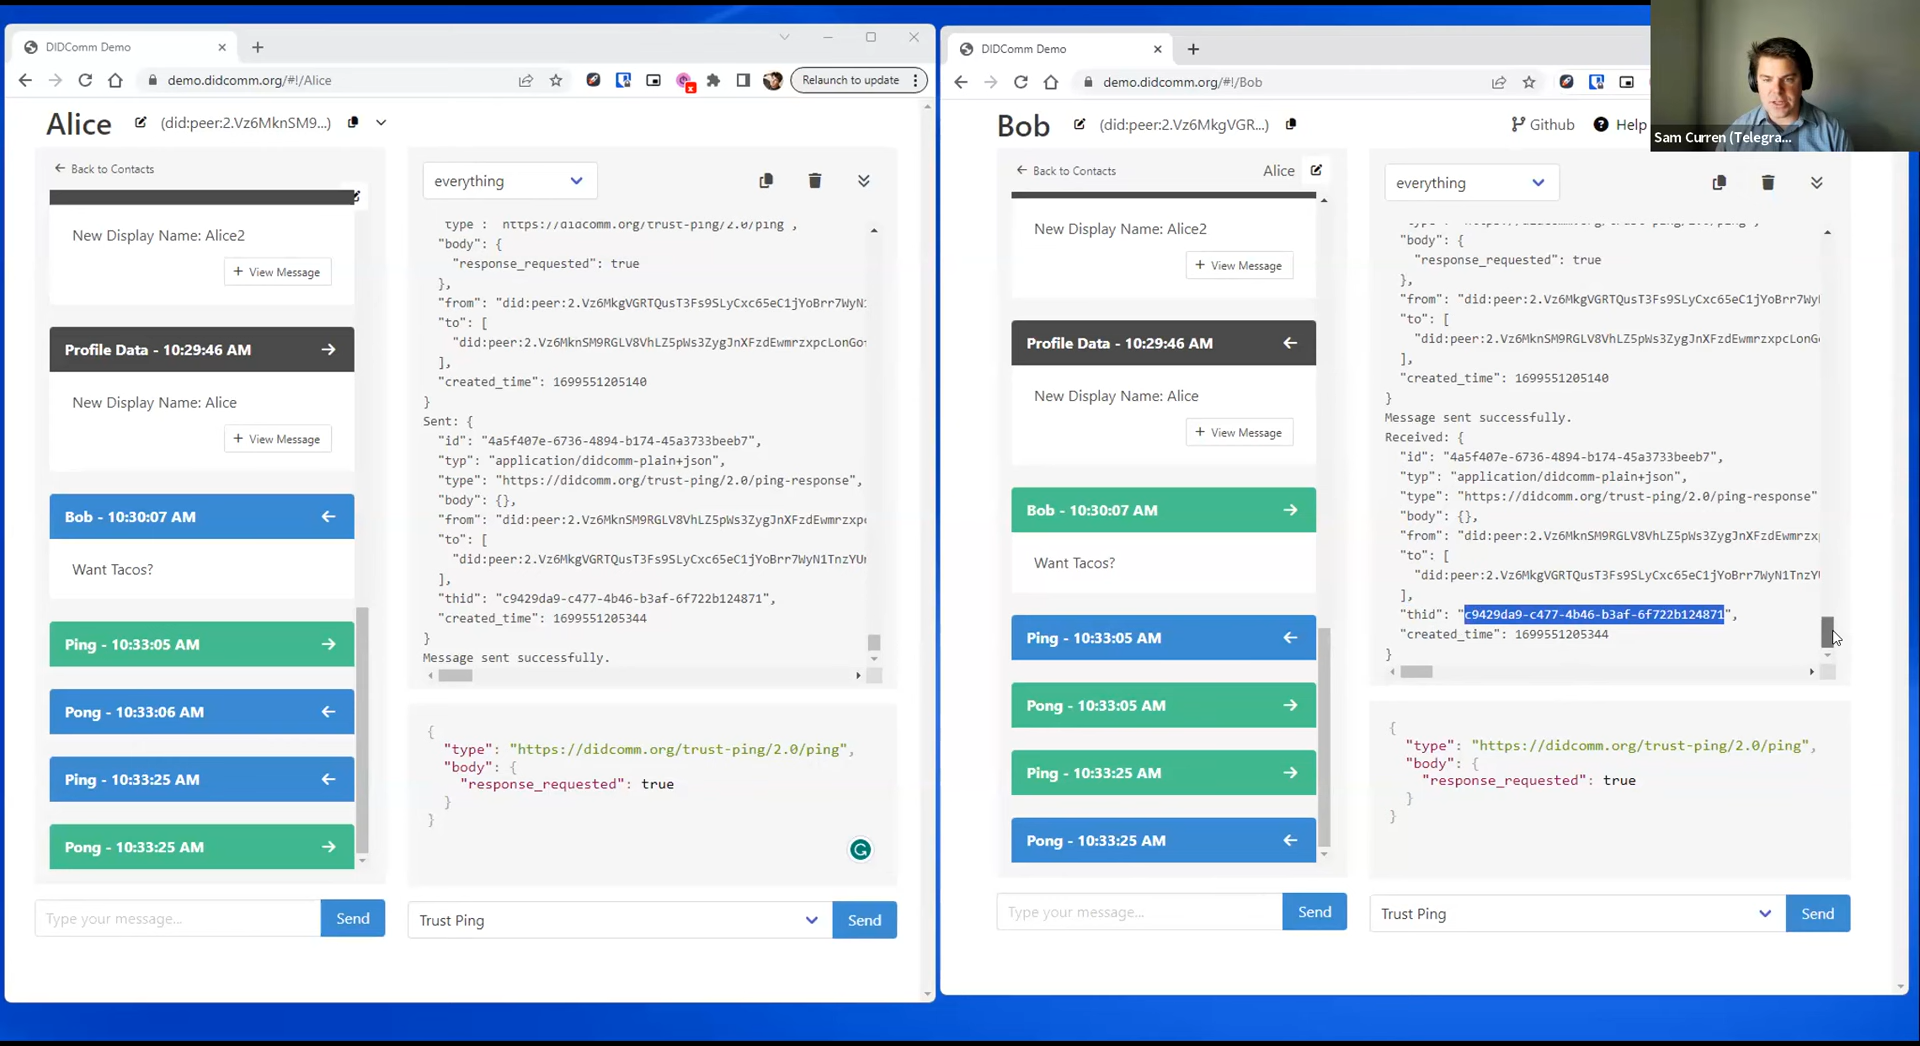 DIDComm Demo
demo.didcomm.org/#!/Alice
Relaunch to update
Alice
(did:peer:2.Vz6MknSM9...)
Back to Contacts
New Display Name: Alice2
+ View Message
Profile Data - 10:29:46 AM
New Display Name: Alice
+ View Message
Bob - 10:30:07 AM
Want Tacos?
Ping - 10:33:05 AM
Pong - 10:33:06 AM
Ping - 10:33:25 AM
Pong - 10:33:25 AM
Type your message...
Send
everything
type : https://didcomm.org/trust-ping/2.0/ping ,
"body": {
"response_requested": true
},
"from": "did:peer:2.Vz6MkgVGRTQusT3Fs9SLyCxc65eC1jYoBrr7WyN1
"to": [
"did:peer:2.Vz6MknSM9RGLV8VhLZ5pWs3ZygJnXFzdEwmrzxpcLonGo
],
"created_time": 1699551205140
}
Sent: {
"id": "4a5f407e-6736-4894-b174-45a3733beeb7",
"typ": "application/didcomm-plain+json",
"type": "https://didcomm.org/trust-ping/2.0/ping-response",
"body": {},
"from": "did:peer:2.Vz6MknSM9RGLV8VhLZ5pWs3ZygJnXFzdEwmrzxpc
"to": [
"did:peer:2.Vz6MkgVGRTQusT3Fs9SLyCxc65eC1jYoBrr7WyN1TnzYU
],
"thid": "c9429da9-c477-4b46-b3af-6f722b124871",
"created_time": 1699551205344
}
Message sent successfully.
{
"type": "https://didcomm.org/trust-ping/2.0/ping",
"body": {
"response_requested": true
}
}
Trust Ping
Send
DIDComm Demo
demo.didcomm.org/#!/Bob
Sam Curren (Telegra...
Bob
(did:peer:2.Vz6MkgVGR...)
Github
Help
Back to Contacts
Alice
New Display Name: Alice2
+ View Message
Profile Data - 10:29:46 AM
New Display Name: Alice
+ View Message
Bob - 10:30:07 AM
Want Tacos?
Ping - 10:33:05 AM
Pong - 10:33:05 AM
Ping - 10:33:25 AM
Pong - 10:33:25 AM
Type your message...
Send
everything
"body": {
"response_requested": true
},
"from": "did:peer:2.Vz6MkgVGRTQusT3Fs9SLyCxc65eC1jYoBrr7Wy
"to": [
"did:peer:2.Vz6MknSM9RGLV8VhLZ5pWs3ZygJnXFzdEwmrzxpcLonG
],
"created_time": 1699551205140
}
Message sent successfully.
Received: {
"id": "4a5f407e-6736-4894-b174-45a3733beeb7",
"typ": "application/didcomm-plain+json",
"type": "https://didcomm.org/trust-ping/2.0/ping-response"
"body": {},
"from": "did:peer:2.Vz6MknSM9RGLV8VhLZ5pWs3ZygJnXFzdEwmrzx
"to": [
"did:peer:2.Vz6MkgVGRTQusT3Fs9SLyCxc65eC1jYoBrr7WyN1TnzY
],
"thid": "c9429da9-c477-4b46-b3af-6f722b124871",
"created_time": 1699551205344
}
{
"type": "https://didcomm.org/trust-ping/2.0/ping",
"body": {
"response_requested": true
}
}
Trust Ping
Send